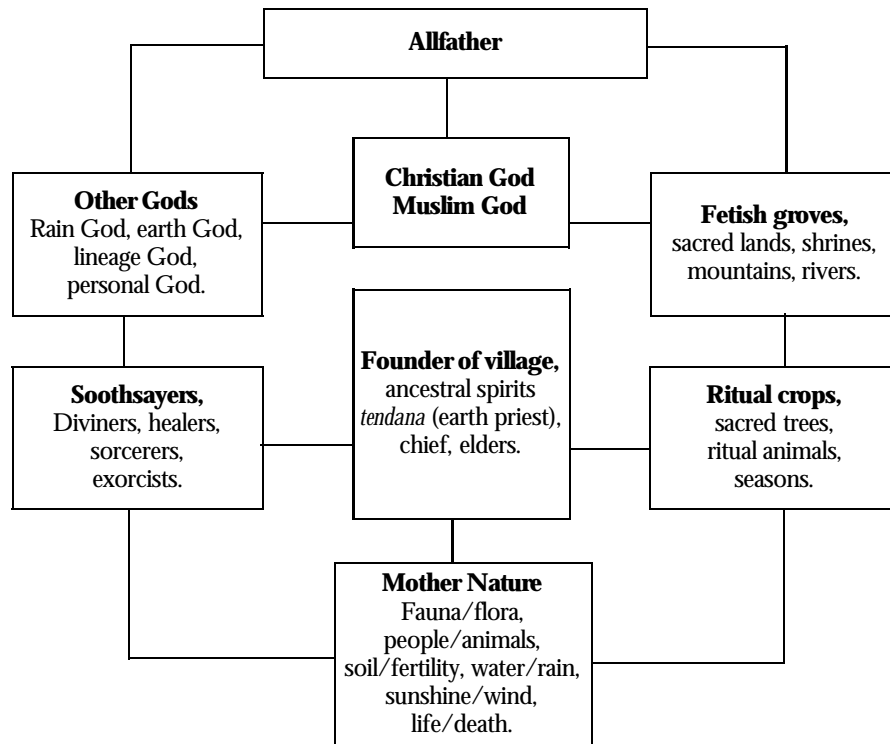 Allfather
Christian God
Muslim God
Other Gods
Rain God, earth God,
lineage God,
personal God.
Fetish groves,
sacred lands, shrines,
mountains, rivers.
Founder of village,
ancestral spirits
tendana (earth priest),
chief, elders.
Soothsayers,
Diviners, healers,
sorcerers,
exorcists.
Ritual crops,
sacred trees,
ritual animals,
seasons.
Mother Nature
Fauna/flora,
people/animals,
soil/fertility, water/rain,
sunshine/wind,
life/death.